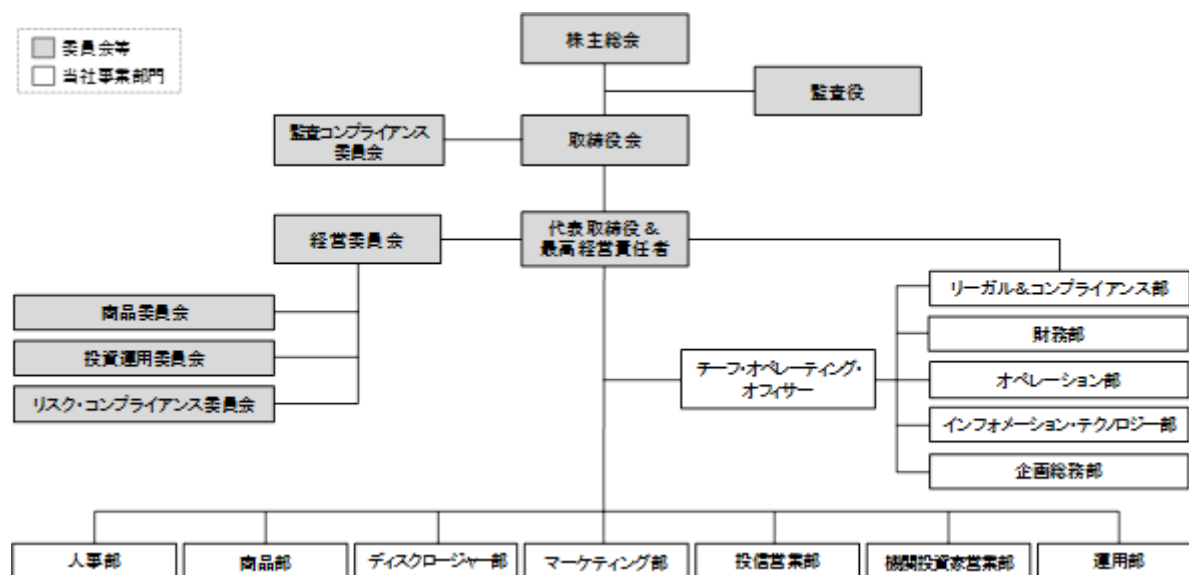 株主総会
委員会等
当社事業部門
監査役
監査コンプライアンス
委員会
取締役会
経営委員会
代表取締役&
最高経営責任者
リーガル&コンプライアンス部
商品委員会
財務部
投資運用委員会
チーフ・オペレーティング・
オフィサー
オペレーション部
リスク・コンプライアンス委員会
インフォメーション・テクノロジー部
企画総務部
人事部
商品部
ディスクロージャー部
マーケティング部
投信営業部
機関投資家営業部
運用部